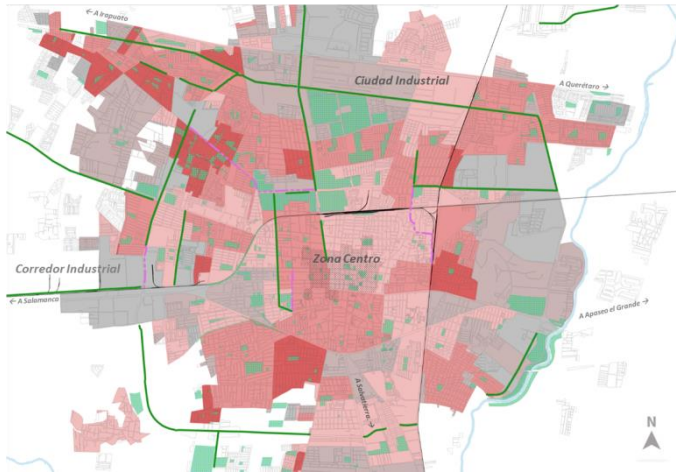 ← A Irapuato
Ciudad Industrial
A Querétaro →
Zona Centro
Corredor Industrial
← A Salamanca
A Apaseo el Grande →
A Salvatierra →
N